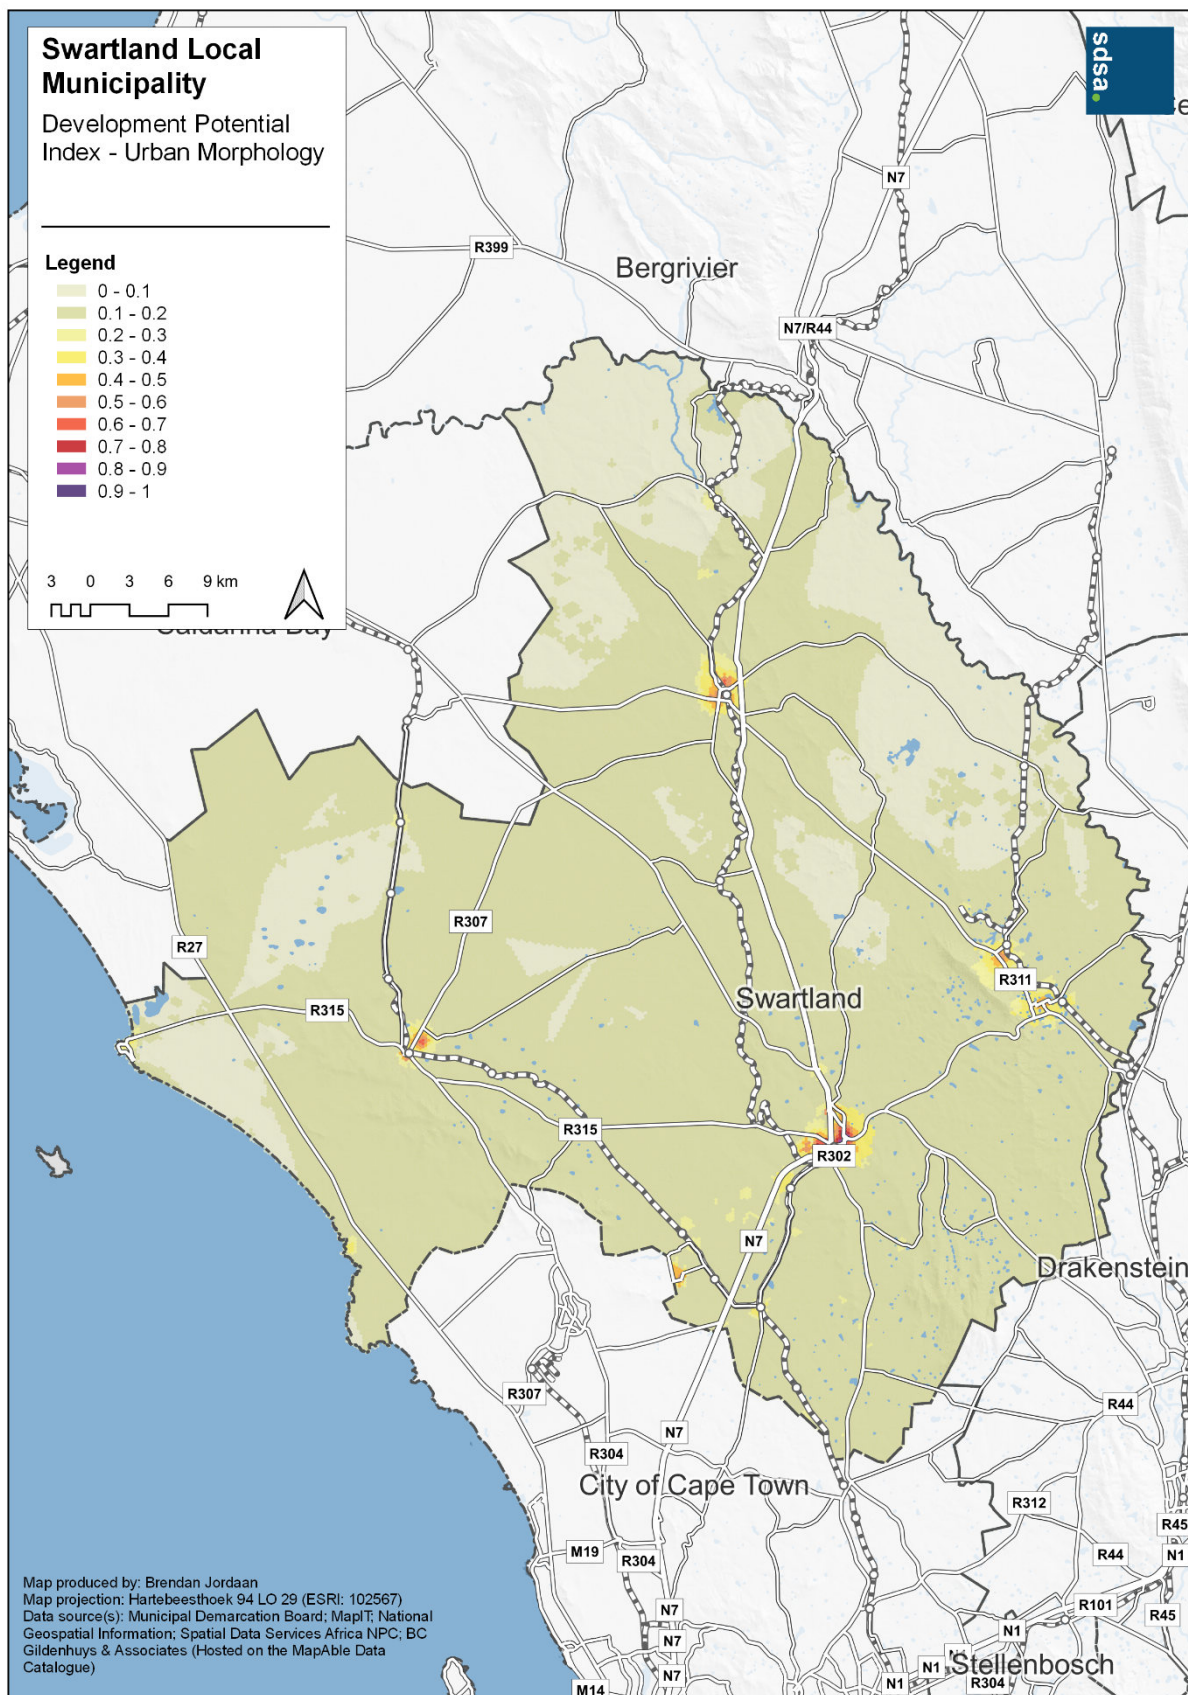 Swartland Local
Municipality
Development Potential
Index - Urban Morphology
Legend
0 - 0.1
0.1 - 0.2
0.2 - 0.3
0.3 - 0.4
0.4 - 0.5
0.5 - 0.6
0.6 - 0.7
0.7 - 0.8
0.8 - 0.9
0.9 - 1
3 0 3 6 9 km
sdsa
N7
R399
Bergrivier
N7/R44
R307
R27
R311
Swartland
R315
R315
R302
N7
Drakenstein
R307
R44
N7
R304
City of Cape Town
R312
R45
M19
R304
R44
N1
R101
N7
R45
N1
N7
N1
Stellenbosch
N7
R304
M14
N1
N1
Map produced by: Brendan Jordaan
Map projection: Hartebeesthoek 94 LO 29 (ESRI: 102567)
Data source(s): Municipal Demarcation Board; MapIT; National
Geospatial Information; Spatial Data Services Africa NPC; BC
Gildenhuys & Associates (Hosted on the MapAble Data
Catalogue)